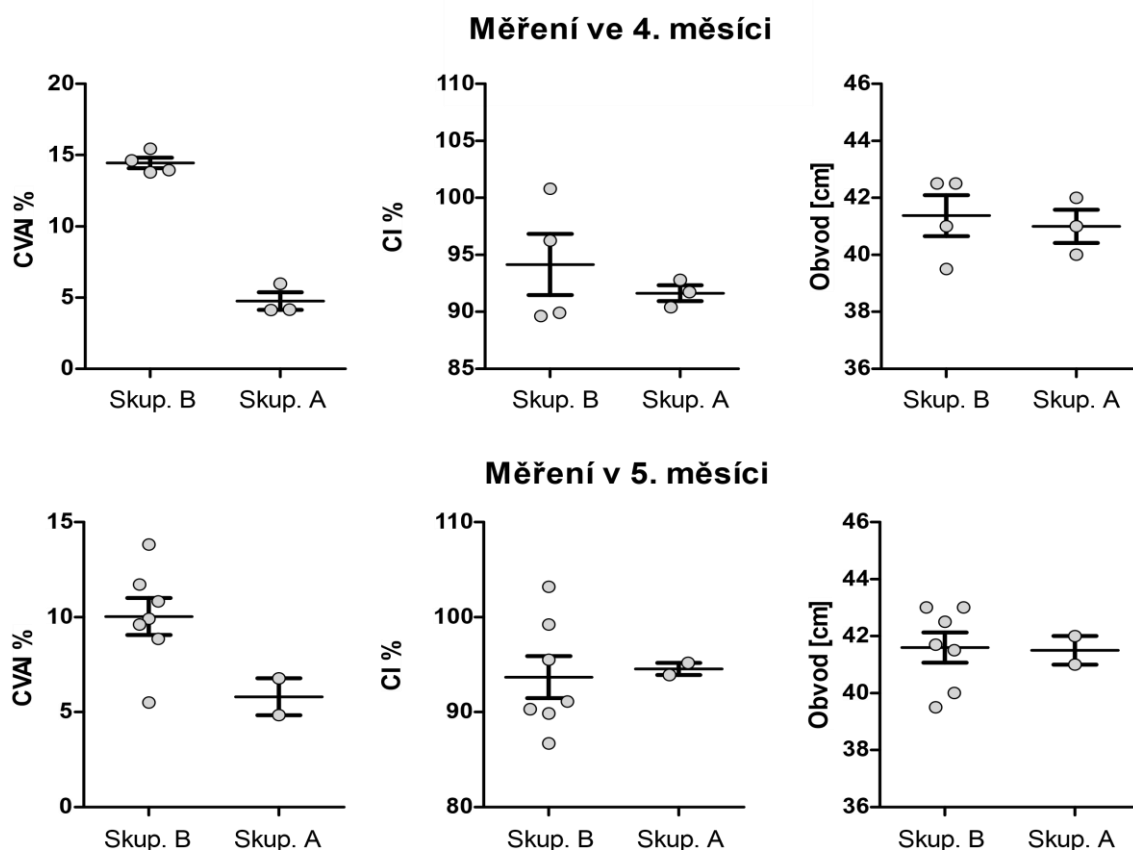 Měření ve 4. měsíci
20
15
10
5
0
CVAI %
Skup. B Skup. A
110
105
100
95
90
85
CI %
Skup. B Skup. A
46
44
42
40
38
36
Obvod [cm]
Skup. B Skup. A
Měření v 5. měsíci
15
10
5
0
CVAI %
Skup. B Skup. A
110
100
90
80
CI %
Skup. B Skup. A
46
44
42
40
38
36
Obvod [cm]
Skup. B Skup. A